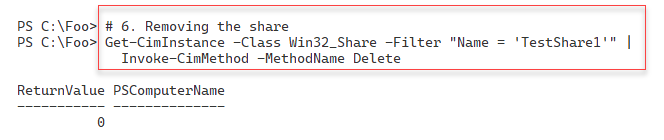 PS C:\Foo> # 6. Removing the share
PS C:\Foo> Get-CimInstance -Class Win32_Share -Filter "Name = 'TestShare1'" |
Invoke-CimMethod -MethodName Delete
ReturnValue PSComputerName
----------- --------------
0